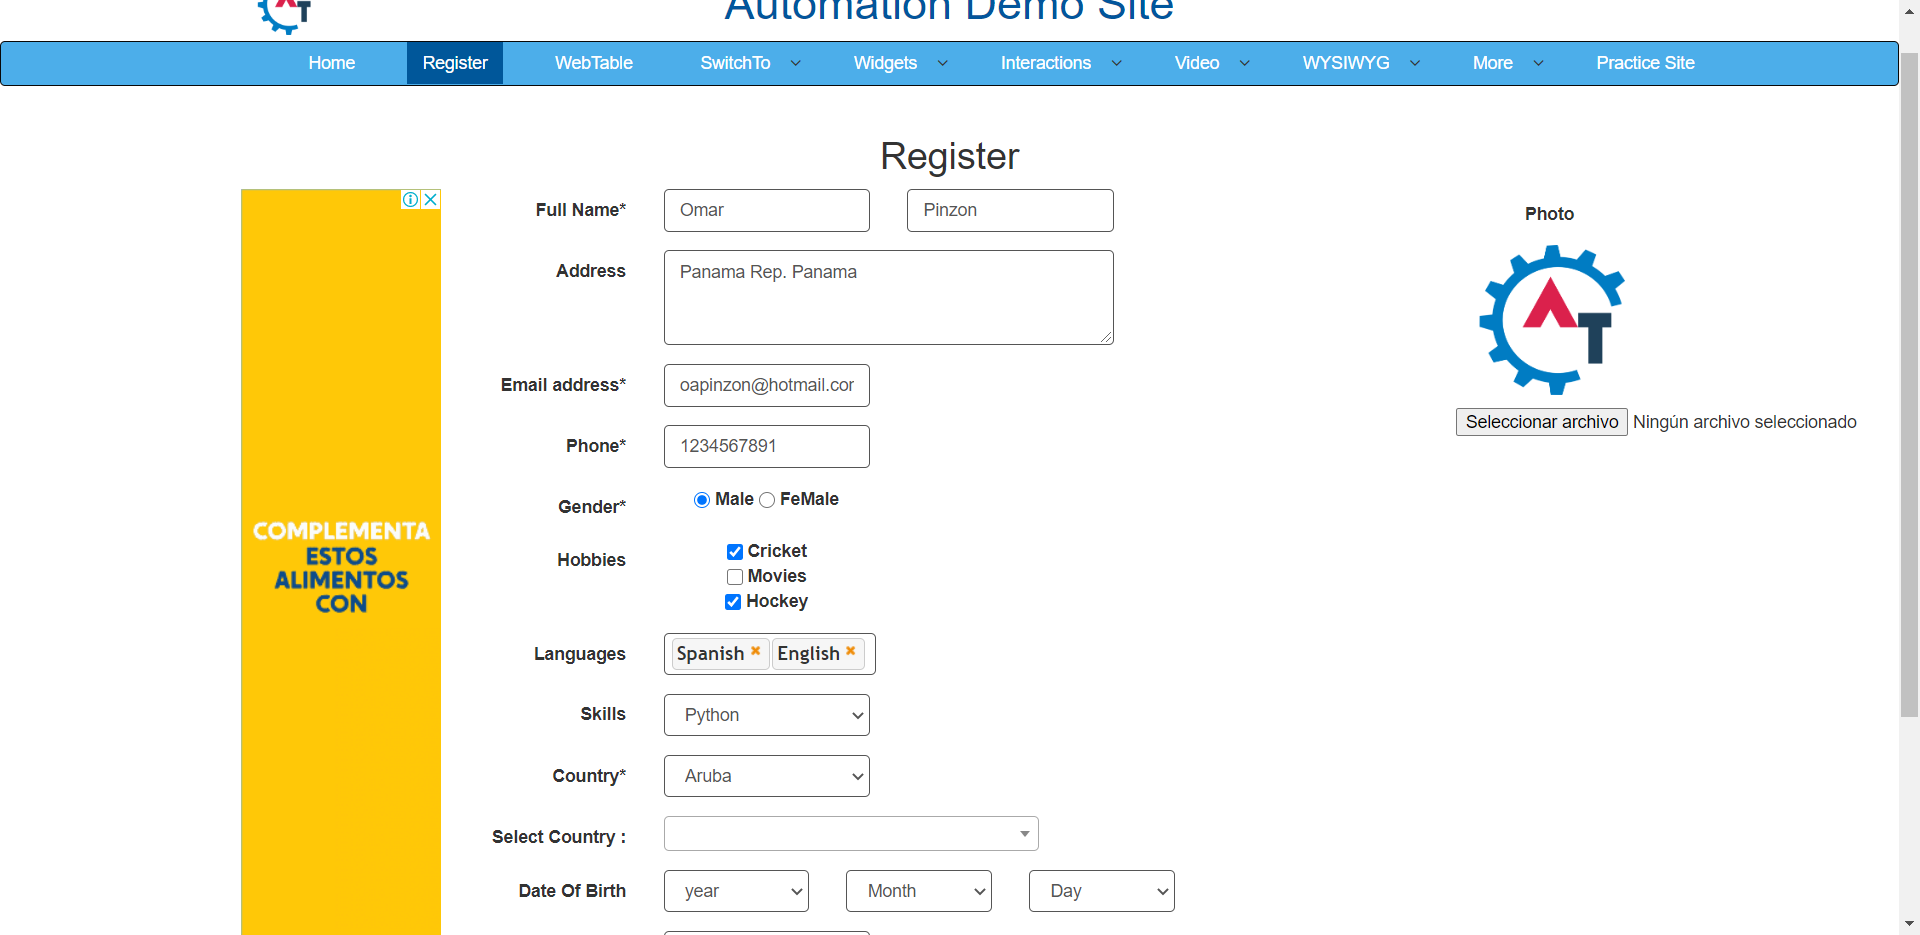 Automation Demo Site
Home Register WebTable SwitchTo Widgets Interactions Video WYSIWYG More Practice Site
Register
Full Name* Omar Pinzon
Photo
Address Panama Rep. Panama
AT
Email address* oapinzon@hotmail.cor
Seleccionar archivo Ningún archivo seleccionado
Phone* 1234567891
Gender* Male FeMale
Hobbies Cricket
Movies
Hockey
COMPLEMENTA
ESTOS
ALIMENTOS
CON
Languages Spanish English
Skills Python
Country* Aruba
Select Country :
Date Of Birth year Month Day